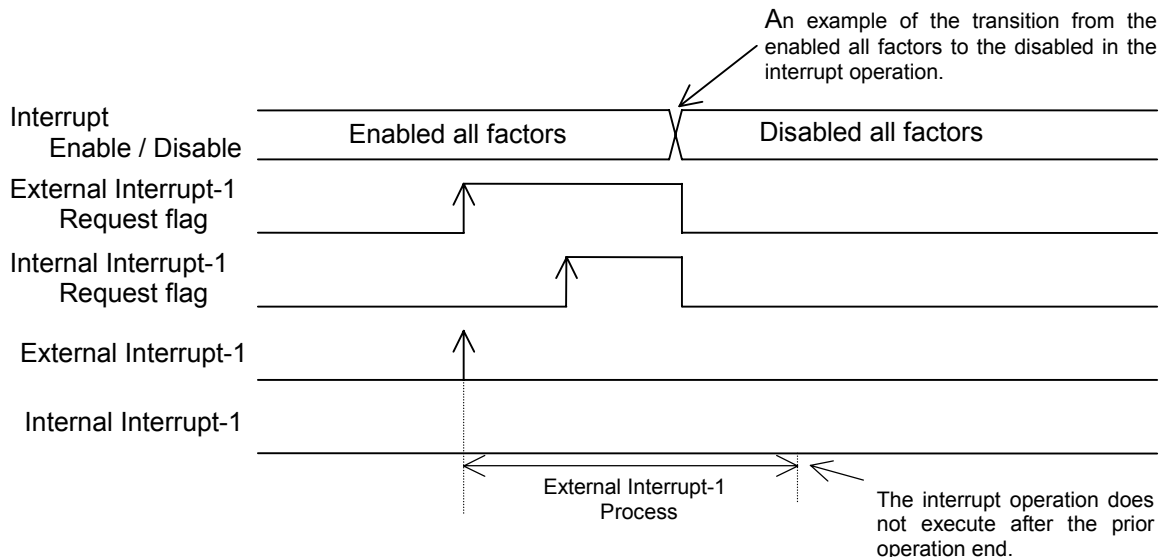 An example of the transition from the
enabled all factors to the disabled in the
interrupt operation.
Interrupt
Enable / Disable
Enabled all factors
Disabled all factors
External Interrupt-1
Request flag
Internal Interrupt-1
Request flag
External Interrupt-1
Internal Interrupt-1
External Interrupt-1
Process
The interrupt operation does
not execute after the prior
operation end.